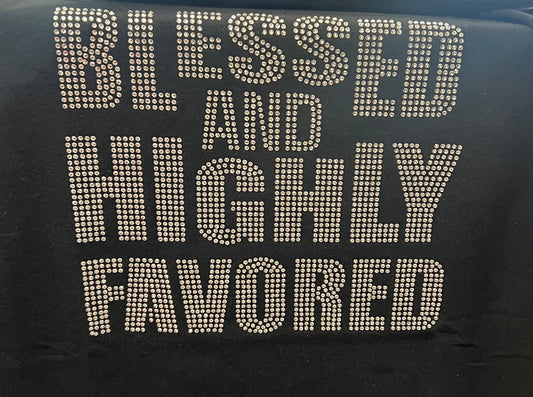 BLESSED
AND
HIGHLY
FAVORED